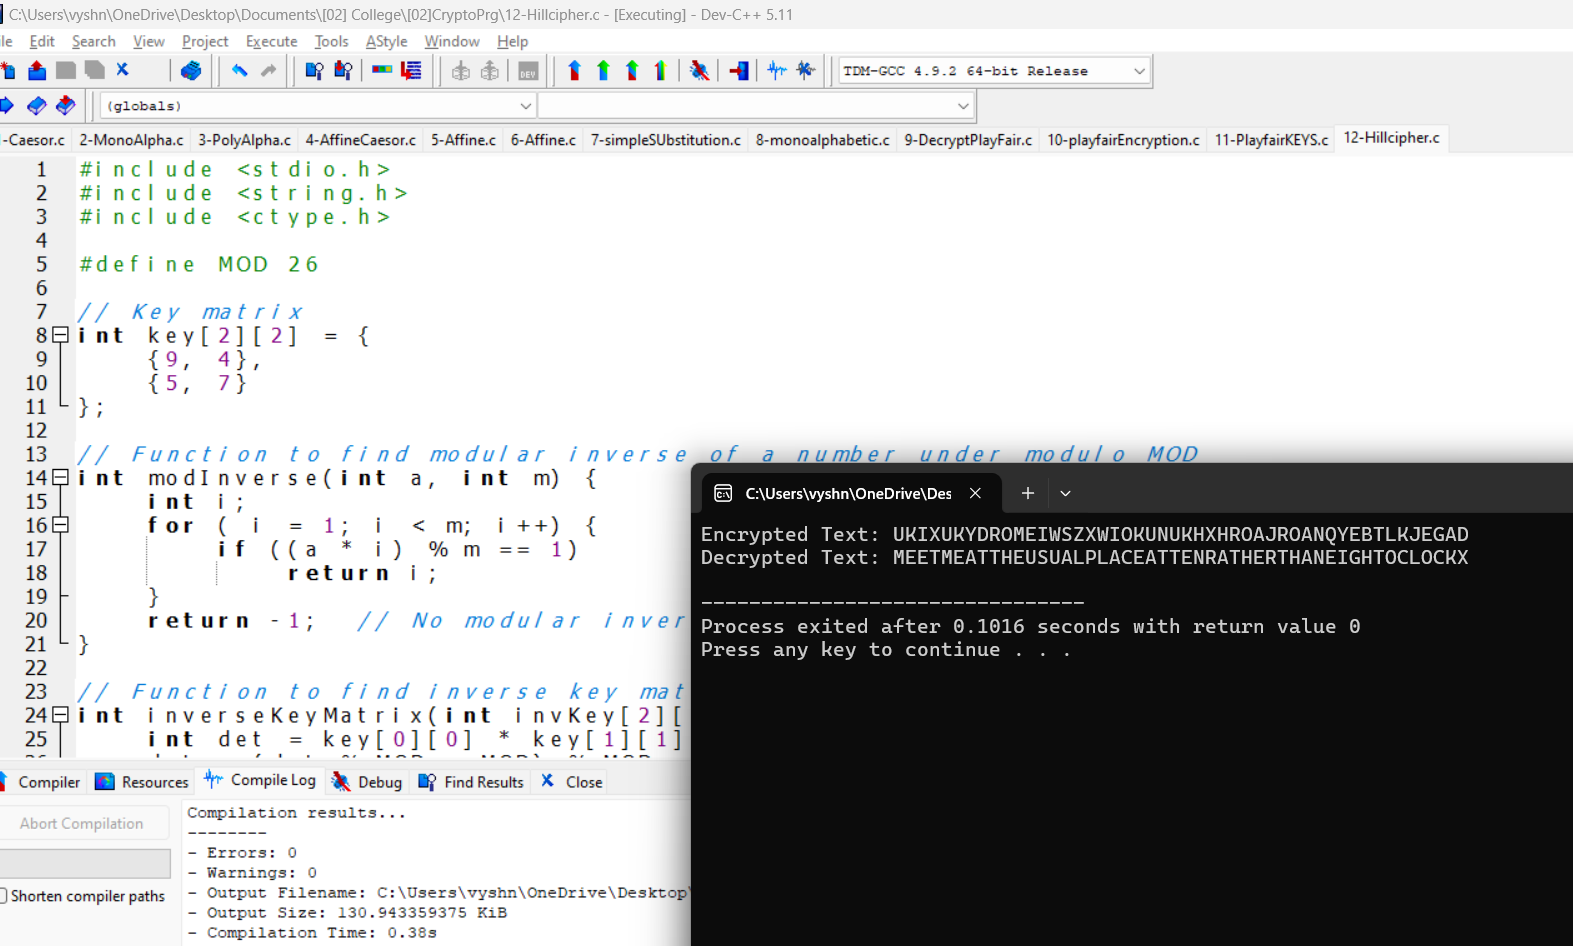 C:\Users\vyshn\OneDrive\Desktop\Documents\[02] College\[02]CryptoPrg\12-Hillcipher.c - [Executing] - Dev-C++ 5.11
Edit Search View Project Execute Tools AStyle Window Help
TDM-GCC 4.9.2 64-bit Release
(globals)
-Caesor.c 2-MonoAlpha.c 3-PolyAlpha.c 4-AffineCaesor.c 5-Affine.c 6-Affine.c 7-simpleSUbstitution.c 8-monoalphabetic.c 9-DecryptPlayFair.c 10-playfairEncryption.c 11-PlayfairKEYS.c 12-Hillcipher.c
1 #include <stdio.h>
2 #include <string.h>
3 #include <ctype.h>
4
5 #define MOD 26
6
7 // Key matrix
8 int key[2][2] = {
9 {9, 4},
10 {5, 7}
11 };
12
13 // Function to find modular inverse of a number under modulo MOD
14 int modInverse(int a, int m) {
15 int i;
16 for ( i = 1; i < m; i++) {
17 if ((a * i) % m == 1)
18 return i;
19 }
20 return -1; // No modular inver
21 }
22
23 // Function to find inverse key mat
24 int inverseKeyMatrix(int invKey[2][
25 int det = key[0][0] * key[1][1]
C:\Users\vyshn\OneDrive\Des
Encrypted Text: UKIXUKYDROMEIWSZXWIOKUNUKHXHROAJROANQYEBTLKJEGAD
Decrypted Text: MEETMEATTHEUSUALPLACEATTENRATHERTHANEIGHTOCLOCKX
--------------------------------
Process exited after 0.1016 seconds with return value 0
Press any key to continue . . .
Compiler Resources Compile Log Debug Find Results Close
Abort Compilation
Shorten compiler paths
Compilation results...
--------
- Errors: 0
- Warnings: 0
- Output Filename: C:\Users\vyshn\OneDrive\Desktop\
- Output Size: 130.943359375 KiB
- Compilation Time: 0.38s